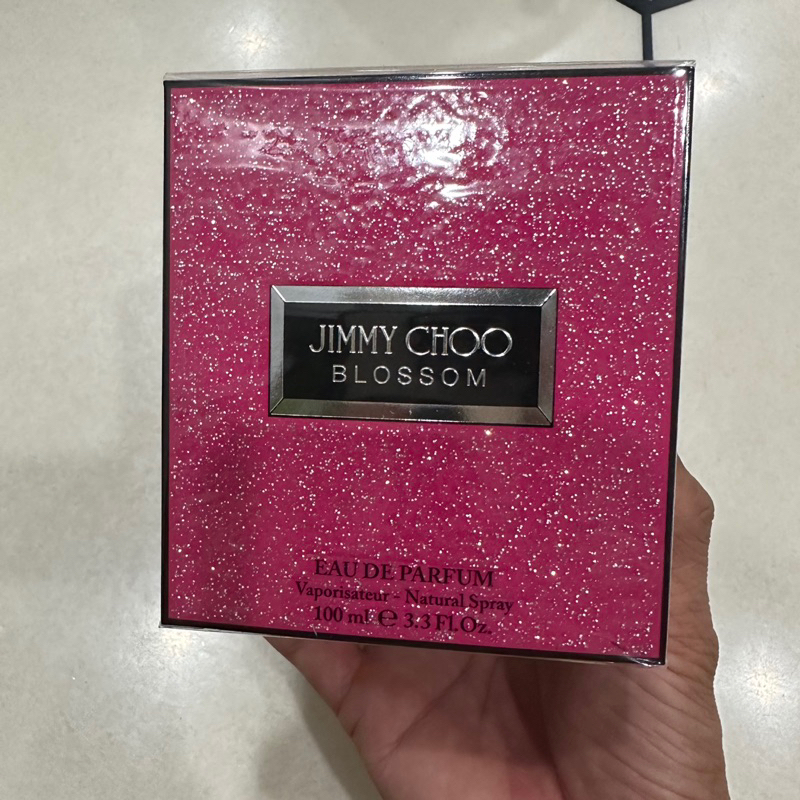 JIMMY CHOO
BLOSSOM
EAU DE PARFUM
Vaporisateur - Natural Spray
100 ml ℮ 3.3 Fl.Oz.